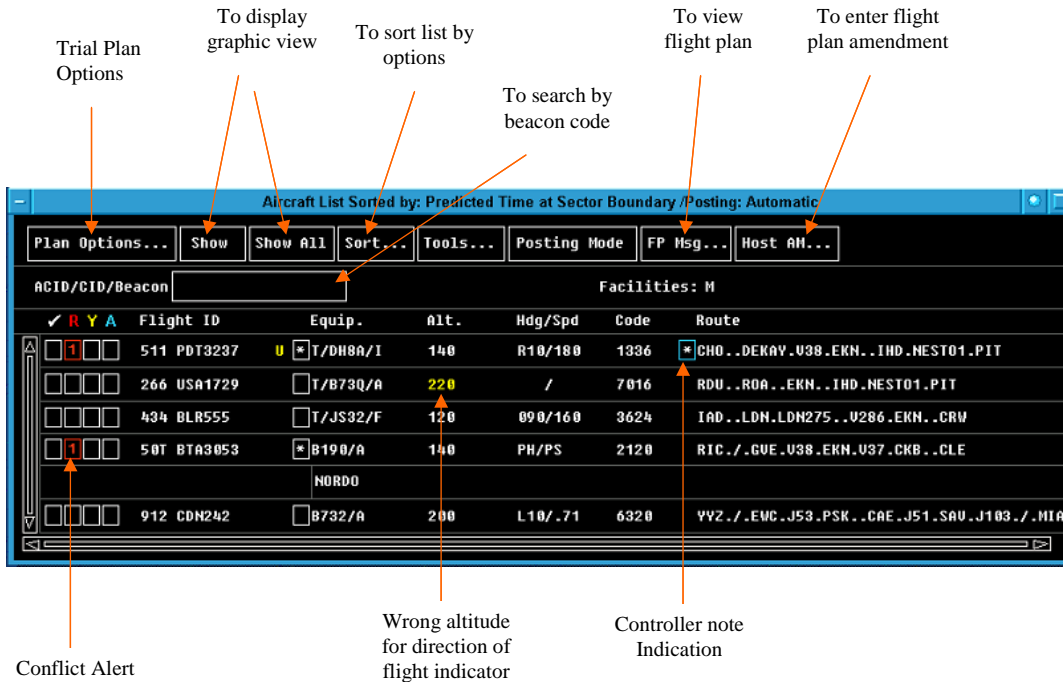 To display
graphic view
To view
flight plan
To enter flight
plan amendment
To sort list by
options
Trial Plan
Options
To search by
beacon code
Aircraft List Sorted by: Predicted Time at Sector Boundary /Posting: Automatic
Plan Options... Show Show All Sort... Tools... Posting Mode FP Msg... Host AM...
ACID/CID/Beacon Facilities: M
✓ R Y A Flight ID Equip. Alt. Hdg/Spd Code Route
1 511 PDT3237 U * T/DH8A/I 140 R10/180 1336 * CHO..DEKAY.V38.EKN..IHD.NESTO1.PIT
266 USA1729 T/B73Q/A 220 / 7016 RDU..ROA..EKN..IHD.NESTO1.PIT
434 BLR555 T/JS32/F 120 090/160 3624 IAD..LDN.LDN275..V286.EKN..CRW
1 50T BTA3053 * B190/A 140 PH/PS 2120 RIC./.GVE.V38.EKN.V37.CKB..CLE
NORDO
912 CDN242 B732/A 200 L10/.71 6320 YYZ./.EWC.J53.PSK..CAE.J51.SAV.J103./.MIA
Wrong altitude
for direction of
flight indicator
Controller note
Indication
Conflict Alert